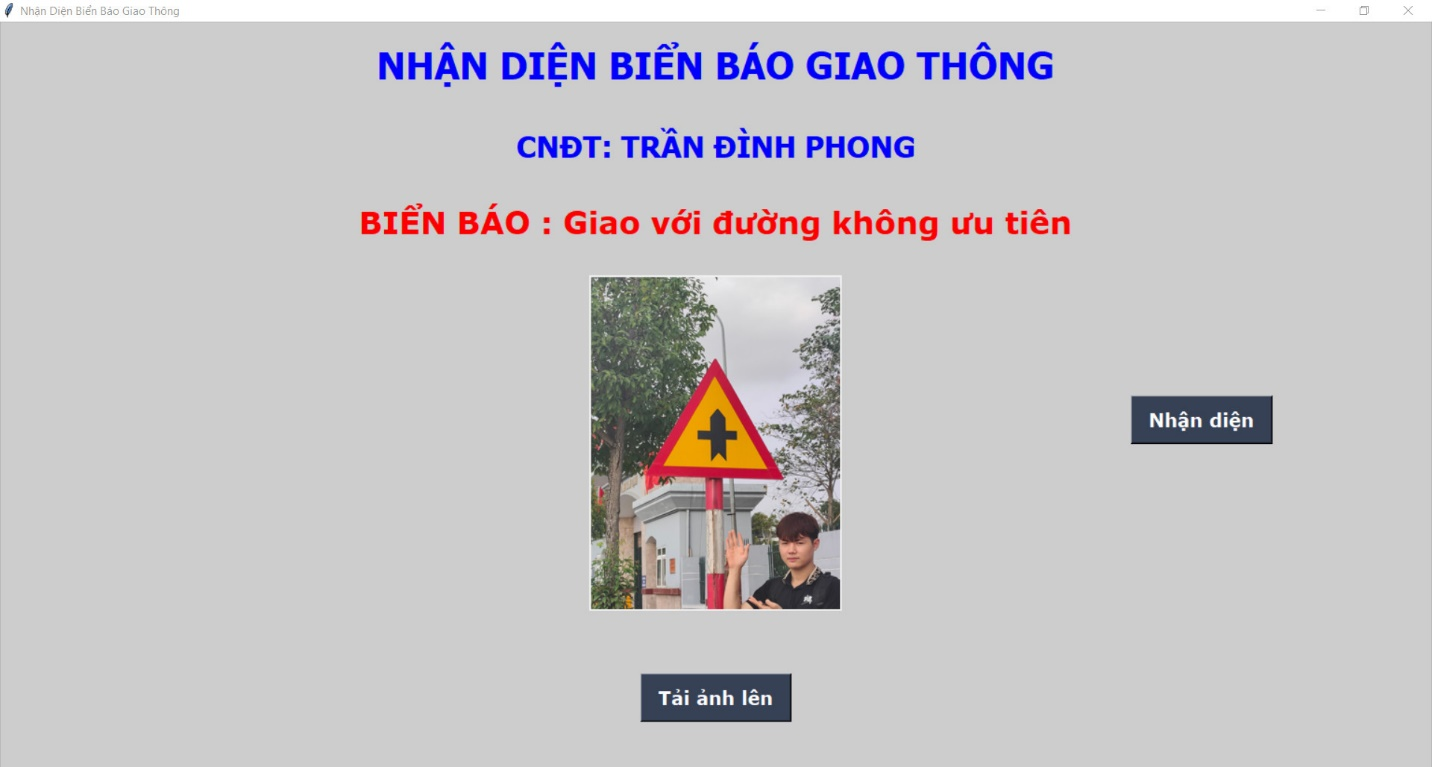 Nhận Diện Biển Báo Giao Thông
NHẬN DIỆN BIỂN BÁO GIAO THÔNG
CNĐT: TRẦN ĐÌNH PHONG
BIỂN BÁO : Giao với đường không ưu tiên
Nhận diện
Tải ảnh lên